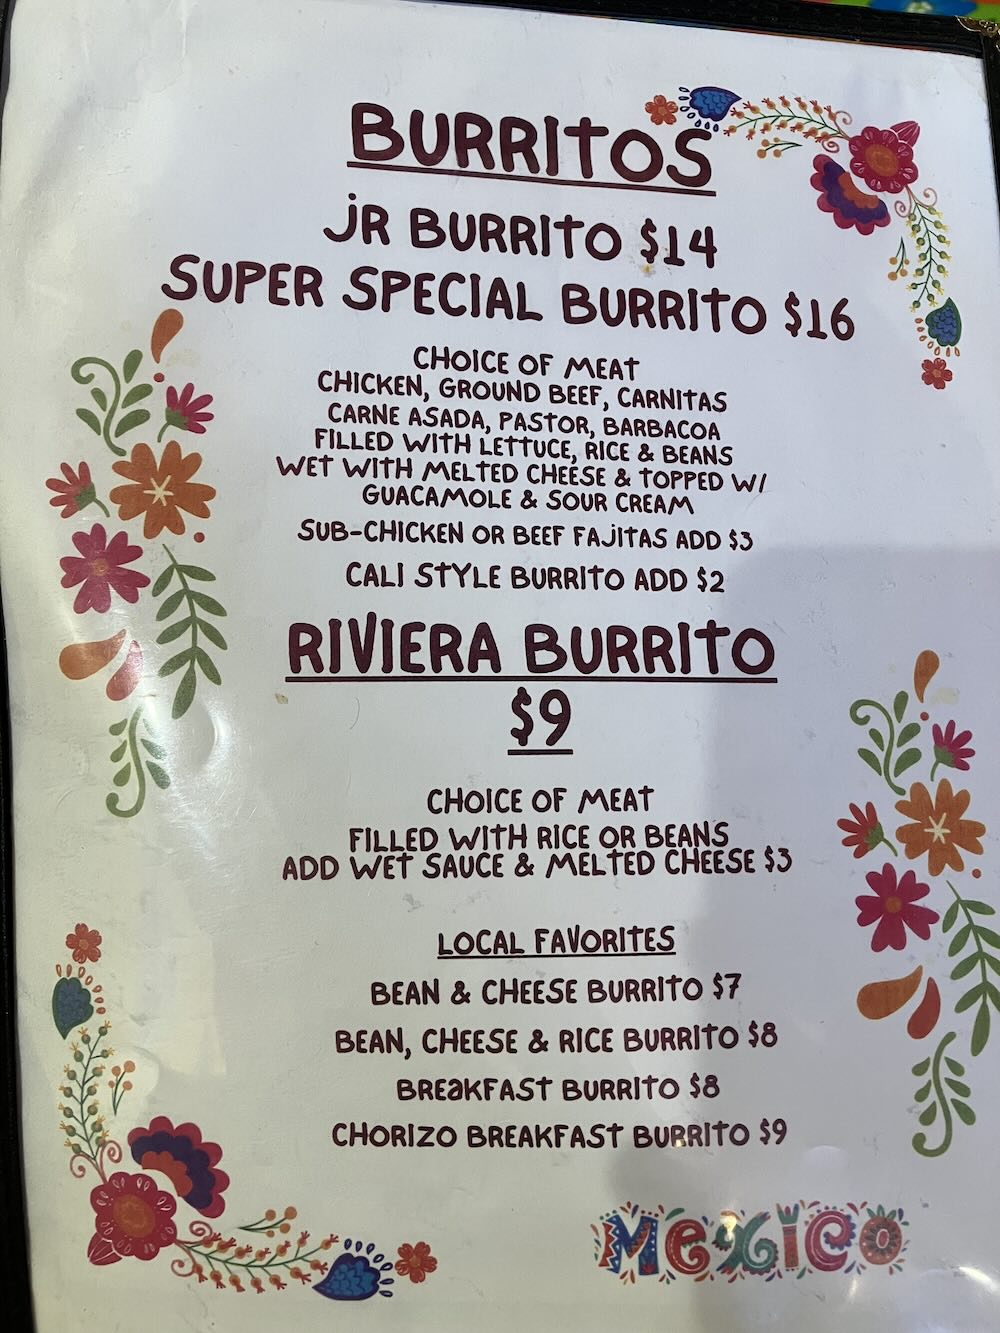 BURRITOS
JR BURRITO $14
SUPER SPECIAL BURRITO $16
CHOICE OF MEAT
CHICKEN, GROUND BEEF, CARNITAS
CARNE ASADA, PASTOR, BARBACOA
FILLED WITH LETTUCE, RICE & BEANS
WET WITH MELTED CHEESE & TOPPED W/
GUACAMOLE & SOUR CREAM
SUB-CHICKEN OR BEEF FAJITAS ADD $3
CALI STYLE BURRITO ADD $2
RIVIERA BURRITO
$9
CHOICE OF MEAT
FILLED WITH RICE OR BEANS
ADD WET SAUCE & MELTED CHEESE $3
LOCAL FAVORITES
BEAN & CHEESE BURRITO $7
BEAN, CHEESE & RICE BURRITO $8
BREaKFAST BURRITO $8
CHORIZO BREAKFAST BURRITO $9
MexIco